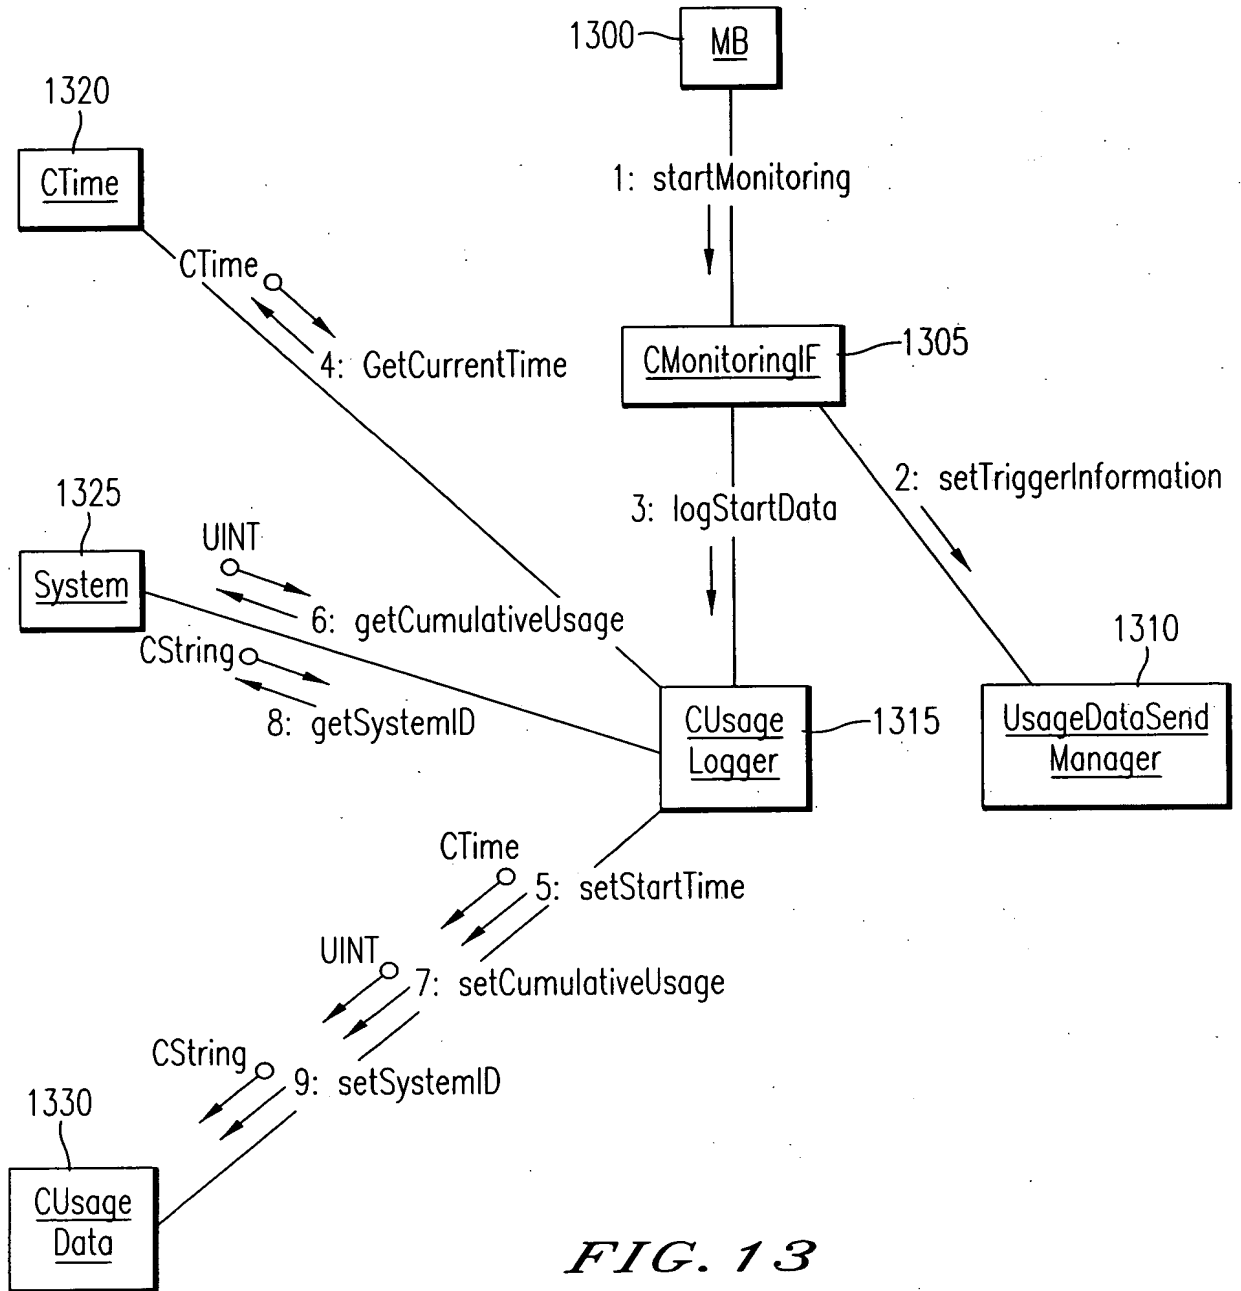 1300
MB
1320
CTime
1: startMonitoring
CTime
4: GetCurrentTime
CMonitoringIF
1305
2: setTriggerInformation
3: logStartData
1325
System
UINT
6: getCumulativeUsage
CString
8: getSystemID
CUsage
Logger
1315
1310
UsageDataSend
Manager
CTime
5: setStartTime
UINT
7: setCumulativeUsage
CString
9: setSystemID
1330
CUsage
Data
FIG. 13